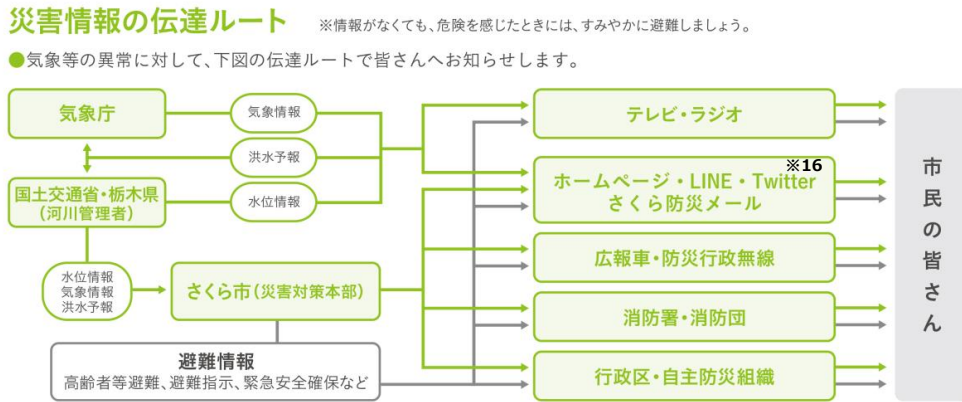 災害情報の伝達ルート
※情報がなくても、危険を感じたときには、すみやかに避難しましょう。
●気象等の異常に対して、下図の伝達ルートで皆さんへお知らせします。
気象庁
気象情報
洪水予報
国土交通省・栃木県
(河川管理者)
水位情報
水位情報
気象情報
洪水予報
さくら市(災害対策本部)
避難情報
高齢者等避難、避難指示、緊急安全確保など
テレビ・ラジオ
※16
ホームページ・LINE・Twitter
さくら防災メール
広報車・防災行政無線
消防署・消防団
行政区・自主防災組織
市民の皆さん